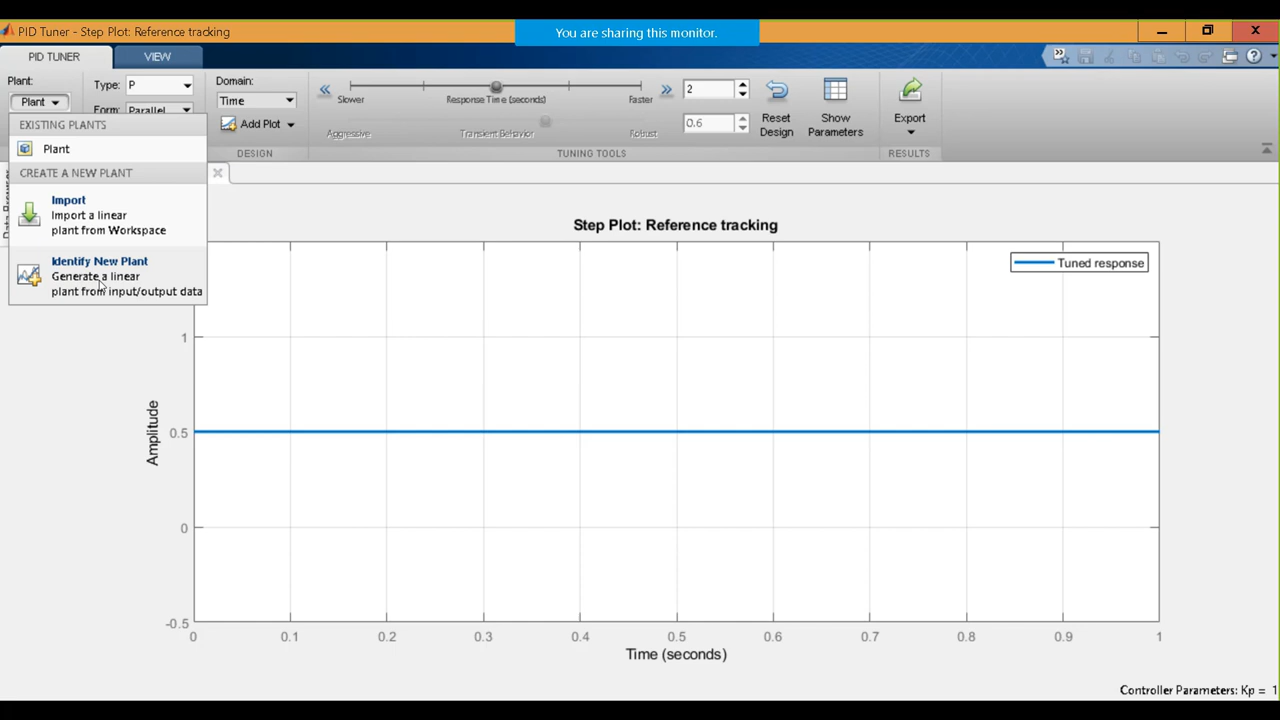 PID Tuner - Step Plot: Reference tracking
You are sharing this monitor.
PID TUNER
VIEW
Plant:
Plant
Type: P
Form: Parallel
Domain:
Time
Add Plot
DESIGN
Slower
Response Time (seconds)
Faster
2
Aggressive
Transient Behavior
Robust
0.6
TUNING TOOLS
Reset
Design
Show
Parameters
Export
RESULTS
EXISTING PLANTS
Plant
CREATE A NEW PLANT
Import
Import a linear
plant from Workspace
Identify New Plant
Generate a linear
plant from input/output data
Step Plot: Reference tracking
Tuned response
1
0.5
0
-0.5
Amplitude
0 0.1 0.2 0.3 0.4 0.5 0.6 0.7 0.8 0.9 1
Time (seconds)
Controller Parameters: Kp = 1